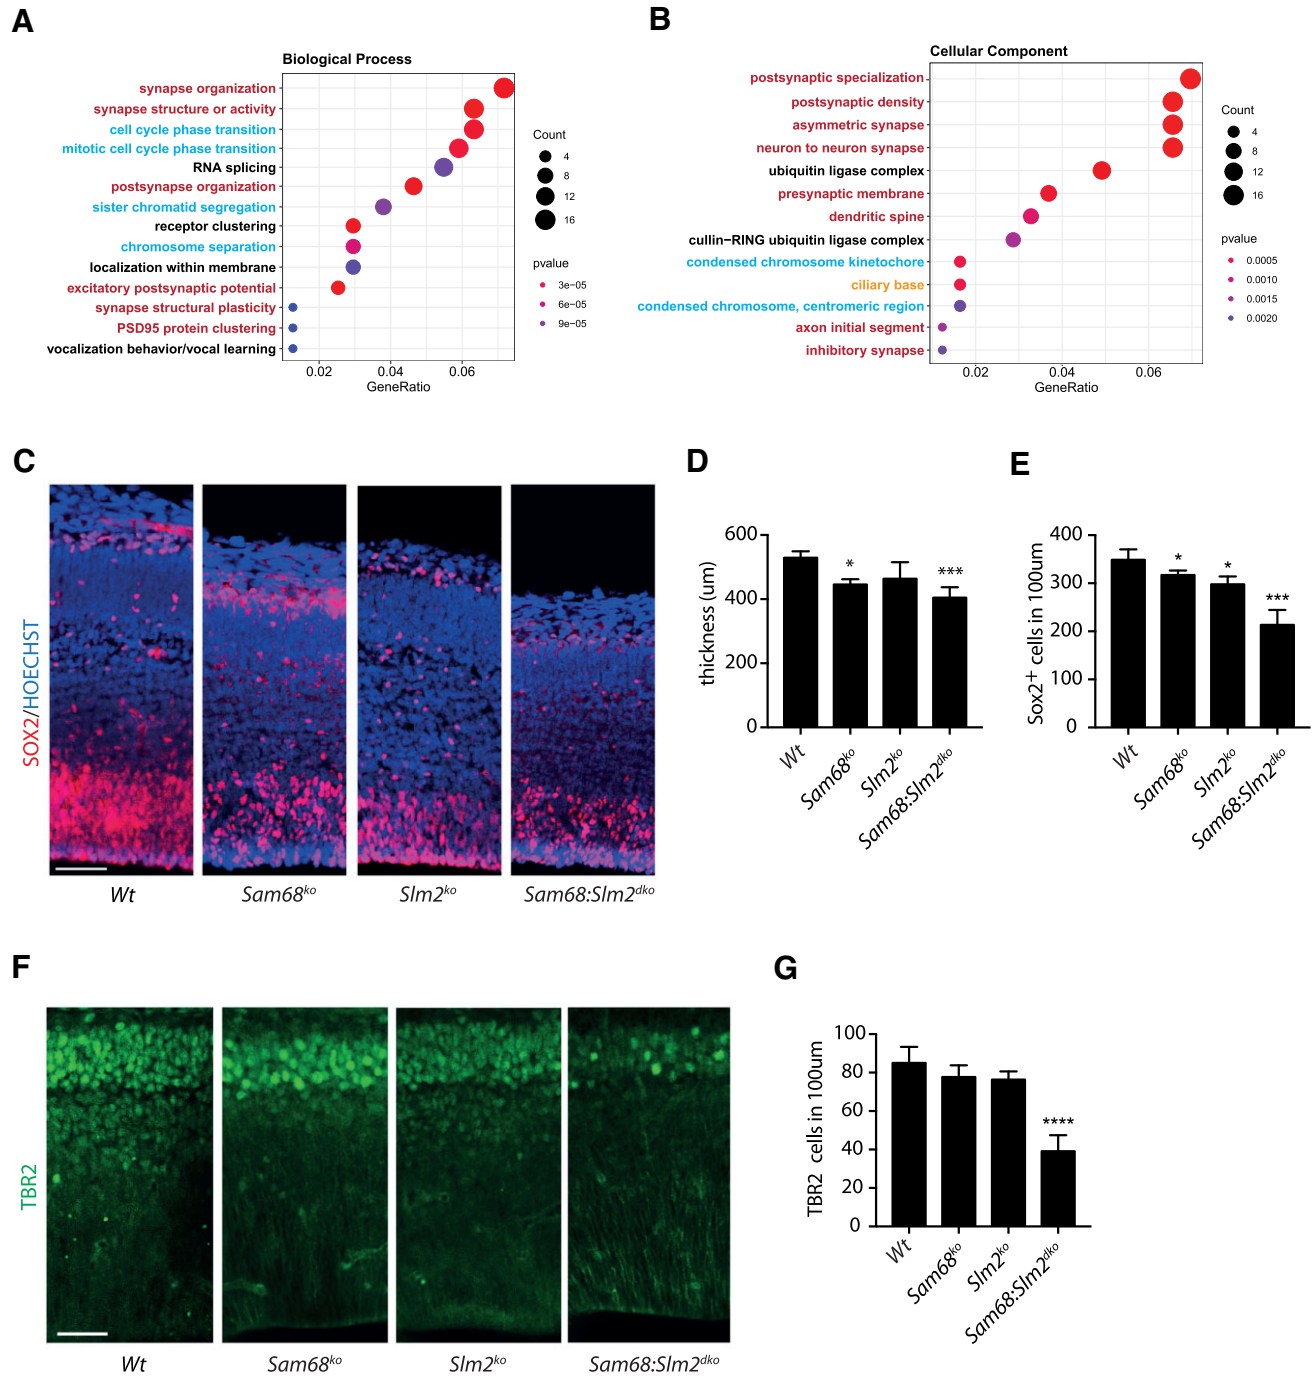 A
Biological Process
synapse organization
synapse structure or activity
cell cycle phase transition
mitotic cell cycle phase transition
RNA splicing
postsynapse organization
sister chromatid segregation
receptor clustering
chromosome separation
localization within membrane
excitatory postsynaptic potential
synapse structural plasticity
PSD95 protein clustering
vocalization behavior/vocal learning
0.02 0.04 0.06
GeneRatio
Count
4
8
12
16
pvalue
3e−05
6e−05
9e−05
B
Cellular Component
postsynaptic specialization
postsynaptic density
asymmetric synapse
neuron to neuron synapse
ubiquitin ligase complex
presynaptic membrane
dendritic spine
cullin−RING ubiquitin ligase complex
condensed chromosome kinetochore
ciliary base
condensed chromosome, centromeric region
axon initial segment
inhibitory synapse
0.02 0.04 0.06
GeneRatio
Count
4
8
12
16
pvalue
0.0005
0.0010
0.0015
0.0020
C
SOX2/HOECHST
Wt Sam68ko Slm2ko Sam68:Slm2dko
D
thickness (um)
600
400
200
0
* ***
Wt Sam68ko Slm2ko Sam68:Slm2dko
E
Sox2+ cells in 100um
400
300
200
100
0
* * ***
Wt Sam68ko Slm2ko Sam68:Slm2dko
F
TBR2
Wt Sam68ko Slm2ko Sam68:Slm2dko
G
TBR2 cells in 100um
100
80
60
40
20
0
****
Wt Sam68ko Slm2ko Sam68:Slm2dko